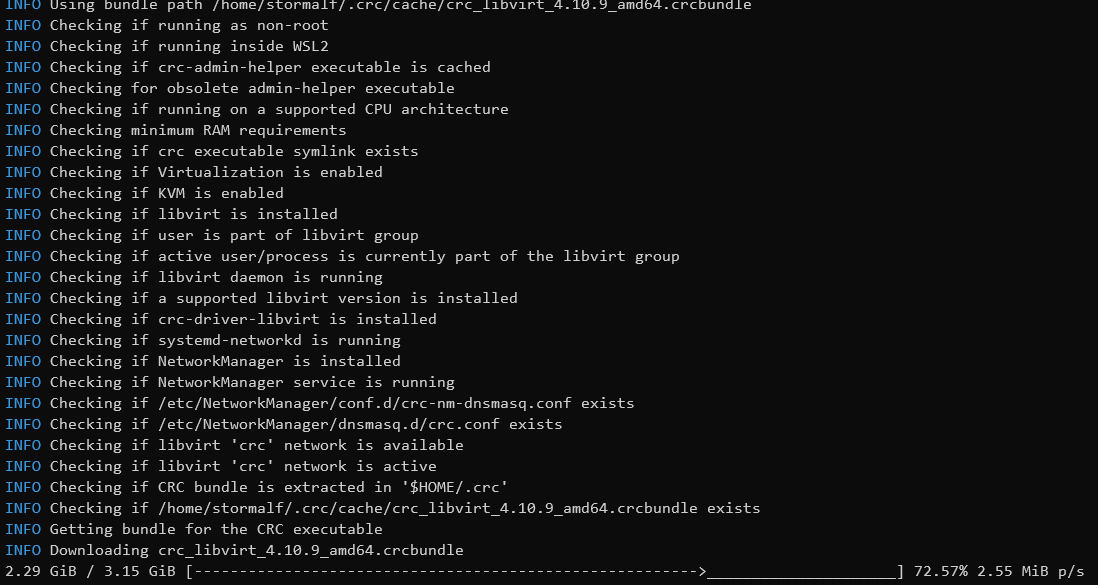 INFO Using bundle path /home/stormalf/.crc/cache/crc_libvirt_4.10.9_amd64.crcbundle
INFO Checking if running as non-root
INFO Checking if running inside WSL2
INFO Checking if crc-admin-helper executable is cached
INFO Checking for obsolete admin-helper executable
INFO Checking if running on a supported CPU architecture
INFO Checking minimum RAM requirements
INFO Checking if crc executable symlink exists
INFO Checking if Virtualization is enabled
INFO Checking if KVM is enabled
INFO Checking if libvirt is installed
INFO Checking if user is part of libvirt group
INFO Checking if active user/process is currently part of the libvirt group
INFO Checking if libvirt daemon is running
INFO Checking if a supported libvirt version is installed
INFO Checking if crc-driver-libvirt is installed
INFO Checking if systemd-networkd is running
INFO Checking if NetworkManager is installed
INFO Checking if NetworkManager service is running
INFO Checking if /etc/NetworkManager/conf.d/crc-nm-dnsmasq.conf exists
INFO Checking if /etc/NetworkManager/dnsmasq.d/crc.conf exists
INFO Checking if libvirt 'crc' network is available
INFO Checking if libvirt 'crc' network is active
INFO Checking if CRC bundle is extracted in '$HOME/.crc'
INFO Checking if /home/stormalf/.crc/cache/crc_libvirt_4.10.9_amd64.crcbundle exists
INFO Getting bundle for the CRC executable
INFO Downloading crc_libvirt_4.10.9_amd64.crcbundle
2.29 GiB / 3.15 GiB [-------------------------------------------------------->_____________________] 72.57% 2.55 MiB p/s